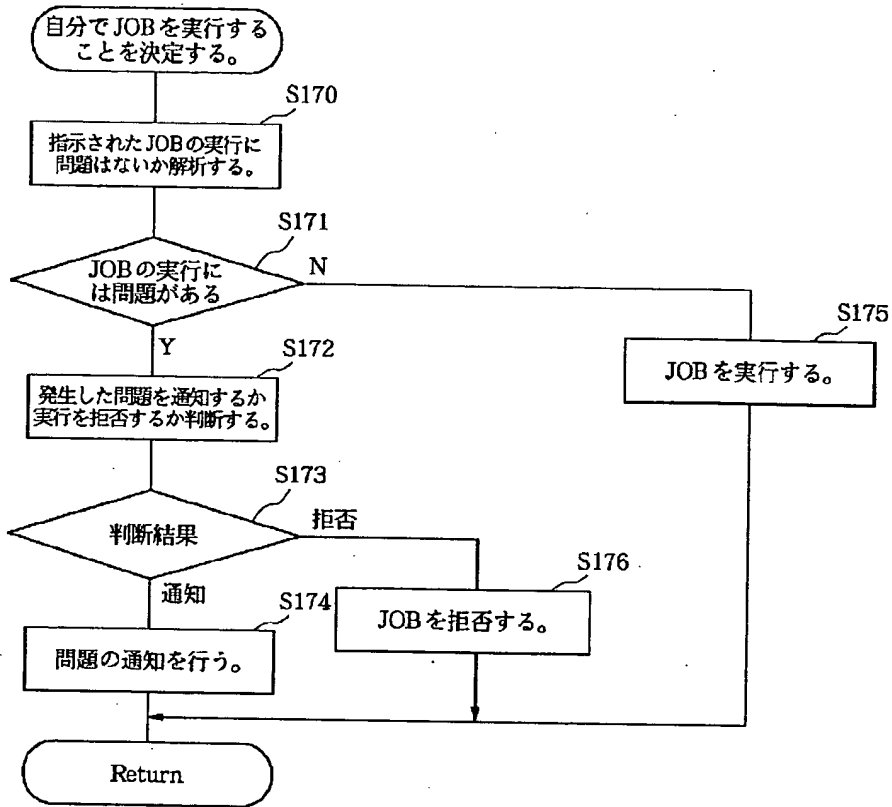 自分でJOBを実行する
ことを決定する。
S170
指示されたJOBの実行に
問題はないか解析する。
S171
JOBの実行に
は問題がある
N
Y
S175
JOBを実行する。
S172
発生した問題を通知するか
実行を拒否するか判断する。
S173
判断結果
拒否
通知
S176
JOBを拒否する。
S174
問題の通知を行う。
Return